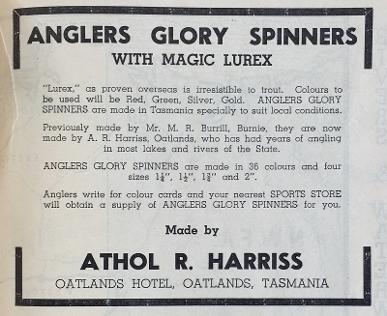 ANGLERS GLORY SPINNERS
WITH MAGIC LUREX
"Lurex," as proven overseas is irresistible to trout. Colours to
be used will be Red, Green, Silver, Gold. ANGLERS GLORY
SPINNERS are made in Tasmania specially to suit local conditions.
Previously made by Mr. M. R. Burrill, Burnie, they are now
made by A. R. Harriss, Oatlands, who has had years of angling
in most lakes and rivers of the State.
ANGLERS GLORY SPINNERS are made in 36 colours and four
sizes 1¼", 1½", 1¾" and 2".
Anglers write for colour cards and your nearest SPORTS STORE
will obtain a supply of ANGLERS GLORY SPINNERS for you.
Made by
ATHOL R. HARRISS
OATLANDS HOTEL, OATLANDS, TASMANIA